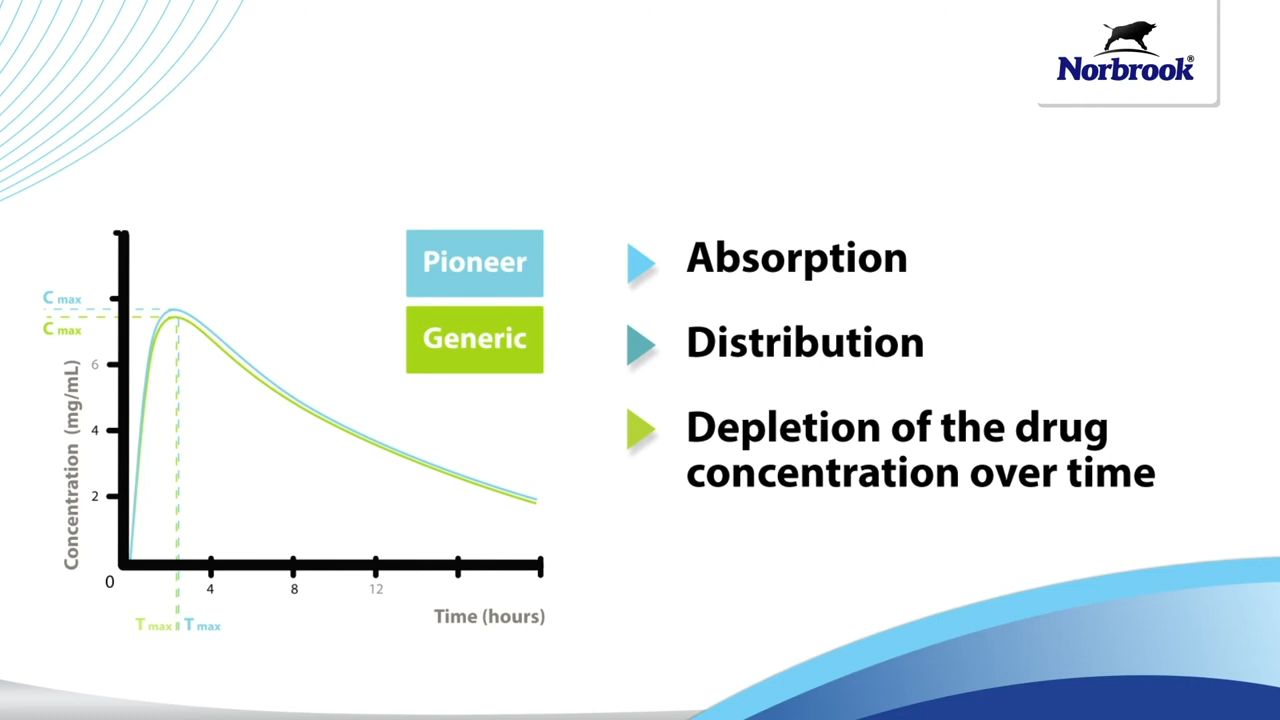 Norbrook®
Pioneer
Generic
C max
C max
Concentration (mg/mL)
6
4
2
0
4
8
12
Time (hours)
T max
T max
Absorption
Distribution
Depletion of the drug
concentration over time